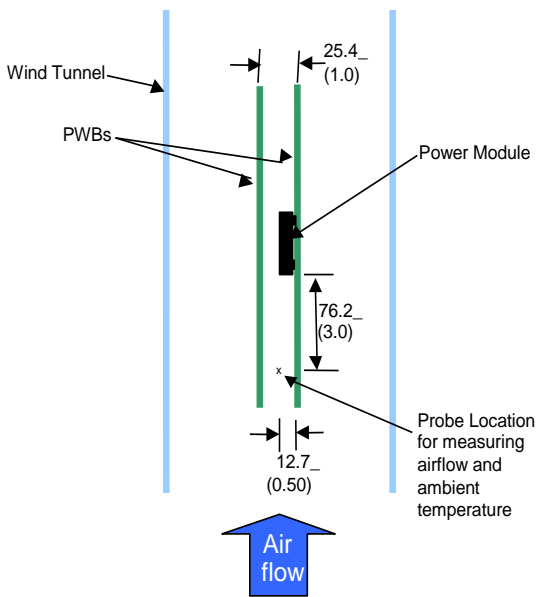 25.4_
(1.0)
Wind Tunnel
PWBs
Power Module
76.2_
(3.0)
x
Probe Location
for measuring
airflow and
ambient
temperature
12.7_
(0.50)
Air
flow